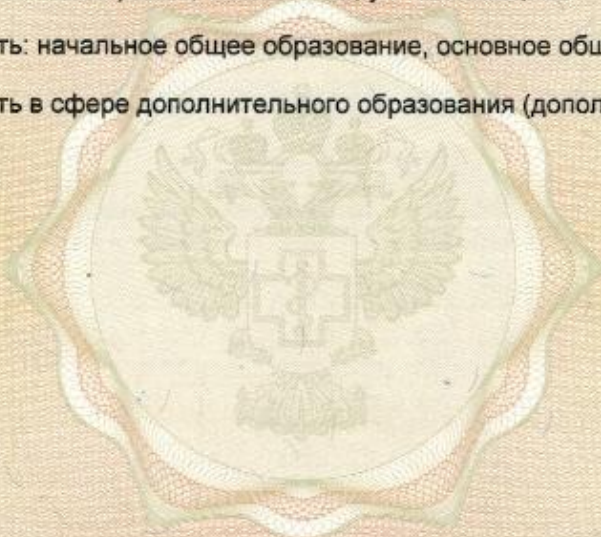 ть: начальное общее образование, основное общ
ть в сфере дополнительного образования (допол